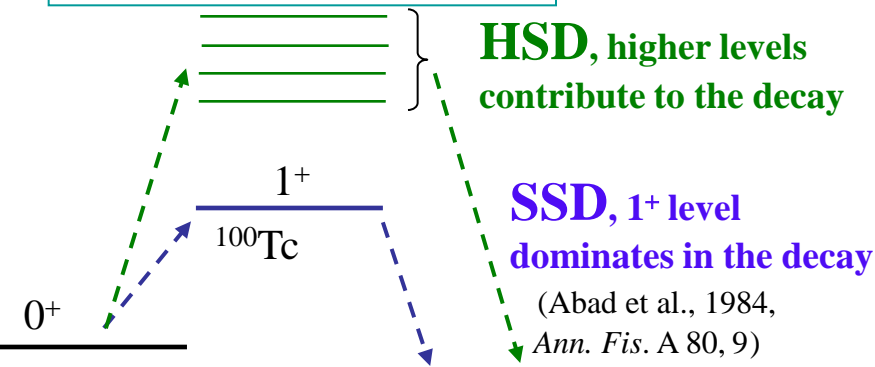 HSD, higher levels
contribute to the decay
1⁺
SSD, 1⁺ level
¹⁰⁰Tc
dominates in the decay
0⁺
(Abad et al., 1984,
Ann. Fis. A 80, 9)